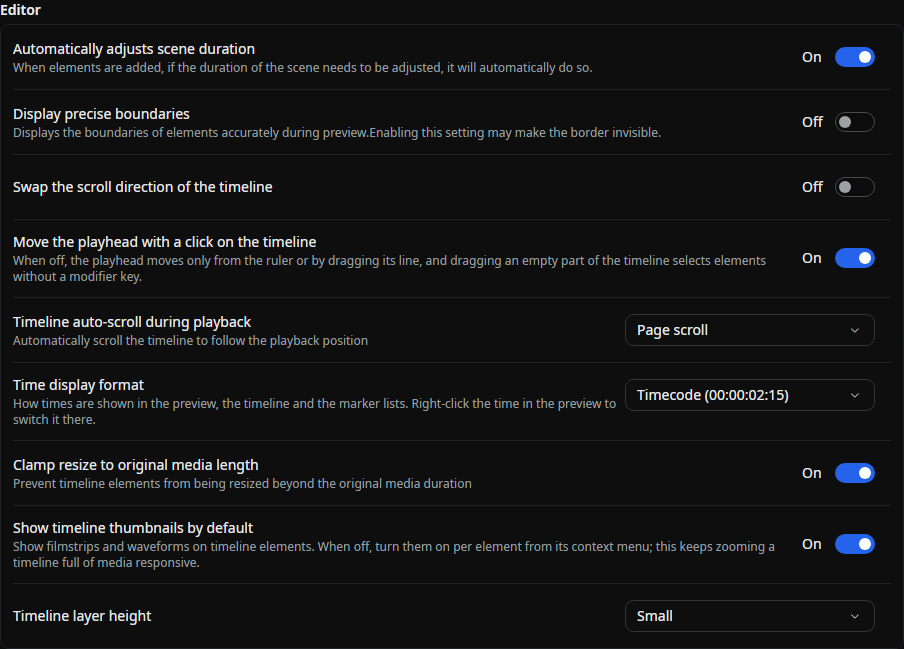 Editor
Automatically adjusts scene duration
When elements are added, if the duration of the scene needs to be adjusted, it will automatically do so.
On
Display precise boundaries
Displays the boundaries of elements accurately during preview.Enabling this setting may make the border invisible.
Off
Swap the scroll direction of the timeline
Off
Move the playhead with a click on the timeline
When off, the playhead moves only from the ruler or by dragging its line, and dragging an empty part of the timeline selects elements
without a modifier key.
On
Timeline auto-scroll during playback
Automatically scroll the timeline to follow the playback position
Page scroll
Time display format
How times are shown in the preview, the timeline and the marker lists. Right-click the time in the preview to
switch it there.
Timecode (00:00:02:15)
Clamp resize to original media length
Prevent timeline elements from being resized beyond the original media duration
On
Show timeline thumbnails by default
Show filmstrips and waveforms on timeline elements. When off, turn them on per element from its context menu; this keeps zooming a
timeline full of media responsive.
On
Timeline layer height
Small